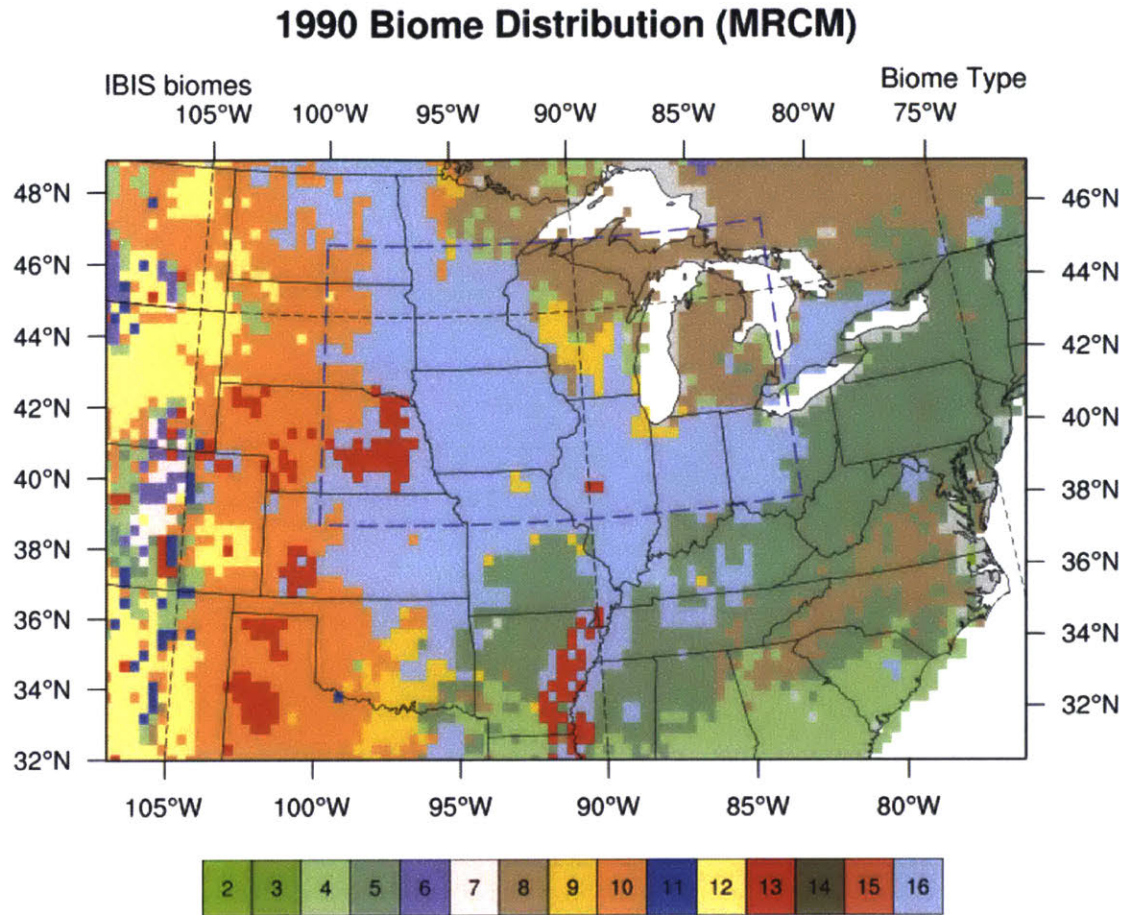 1990 Biome Distribution (MRCM)
IBIS biomes
Biome Type
105°W 100°W 95°W 90°W 85°W 80°W 75°W
48°N 46°N
46°N 44°N
44°N 42°N
42°N 40°N
40°N 38°N
38°N 36°N
36°N 34°N
34°N 32°N
32°N
105°W 100°W 95°W 90°W 85°W 80°W
2 3 4 5 6 7 8 9 10 11 12 13 14 15 16